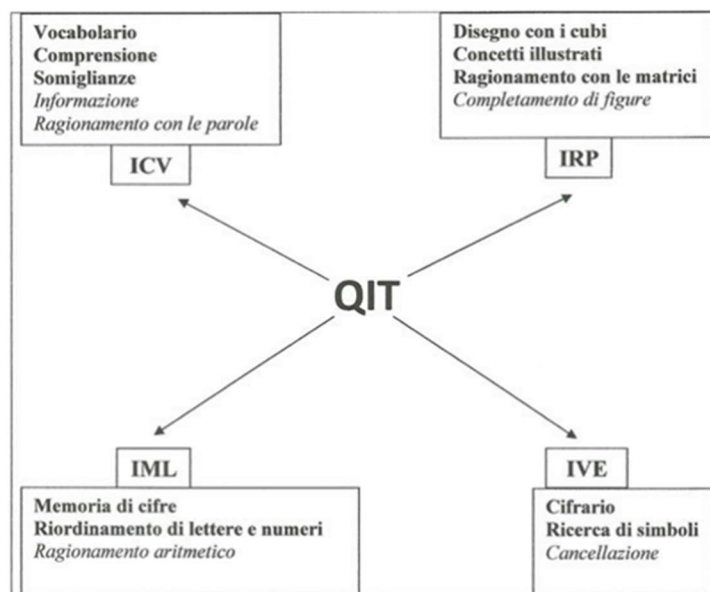 Vocabolario
Comprensione
Somiglianze
Informazione
Ragionamento con le parole
ICV
Disegno con i cubi
Concetti illustrati
Ragionamento con le matrici
Completamento di figure
IRP
QIT
IML
Memoria di cifre
Riordinamento di lettere e numeri
Ragionamento aritmetico
IVE
Cifrario
Ricerca di simboli
Cancellazione